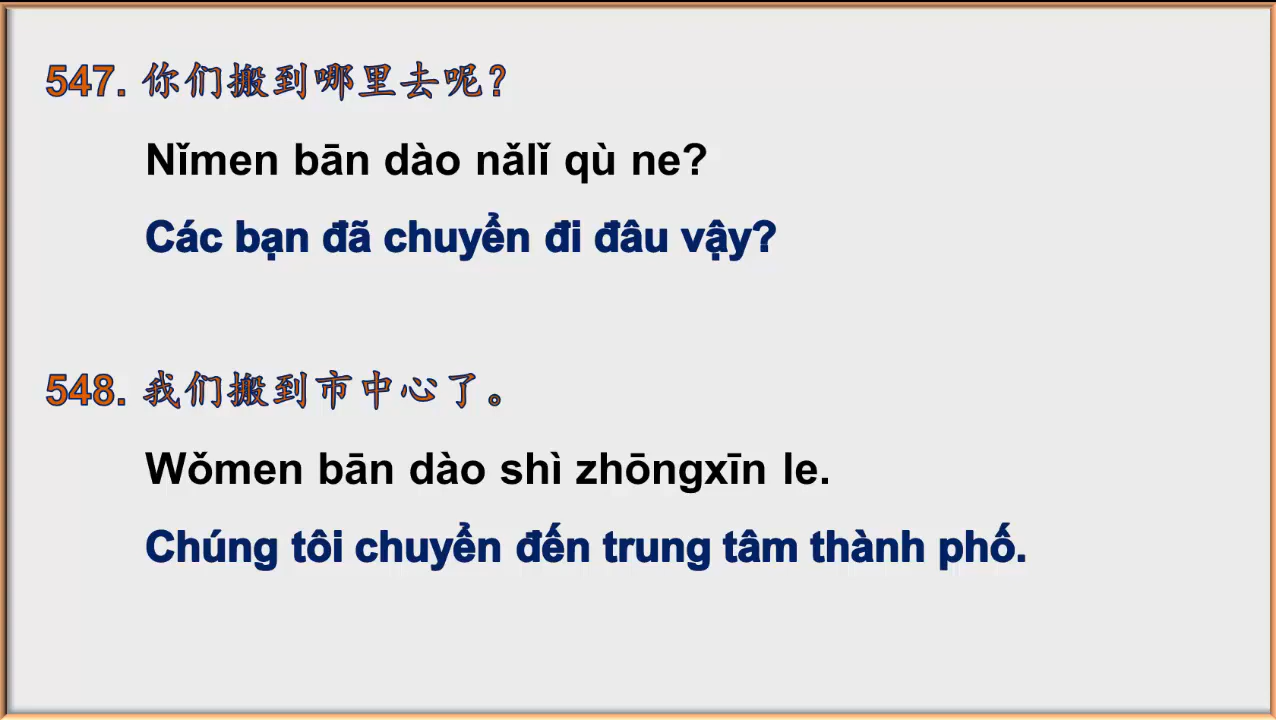 547. 你们搬到哪里去呢？
Nǐmen bān dào nǎlǐ qù ne?
Các bạn đã chuyển đi đâu vậy?
548. 我们搬到市中心了。
Wǒmen bān dào shì zhōngxīn le.
Chúng tôi chuyển đến trung tâm thành phố.